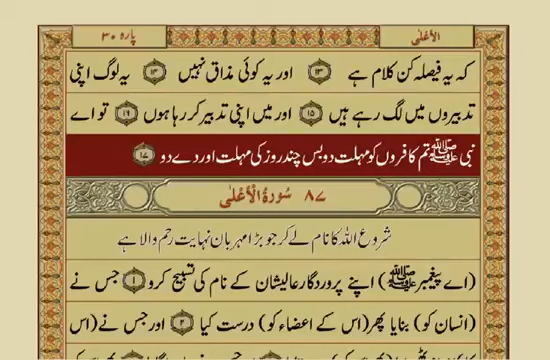 الاعلیٰ پارہ ۳۰
کہ یہ فیصلہ کن کلام ہے ۱۳ اور یہ کوئی مذاق نہیں ۱۴ یہ لوگ اپنی
تدبیروں میں لگ رہے ہیں ۱۵ اور میں اپنی تدبیر کر رہا ہوں ۱۶ تو اے
نبی ﷺ تم کافروں کو مہلت دو بس چند روز کی مہلت اور دے دو ۱۷
۸۷ سُورَۃُ الْاَعْلٰی
شروع اللہ کا نام لے کر جو بڑا مہربان نہایت رحم والا ہے
(اے پیغمبر ﷺ) اپنے پروردگار عالیشان کے نام کی تسبیح کرو ۱ جس نے
(انسان کو) بنایا پھر (اس کے اعضاء کو) درست کیا ۲ اور جس نے (اس